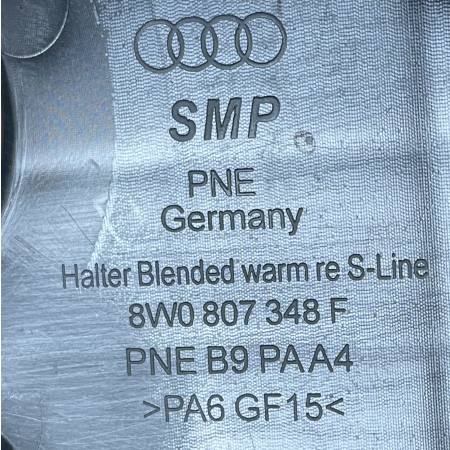 SMP
PNE
Germany
Halter Blended warm re S-Line
8W0 807 348 F
PNE B9 PA A4
>PA6 GF15<